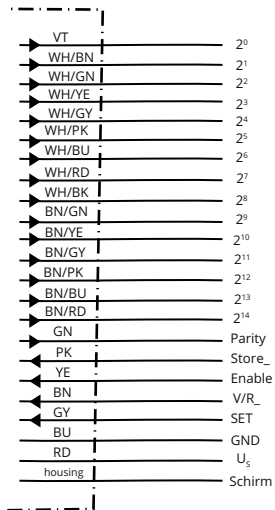 VT 2⁰
WH/BN 2¹
WH/GN 2²
WH/YE 2³
WH/GY 2⁴
WH/PK 2⁵
WH/BU 2⁶
WH/RD 2⁷
WH/BK 2⁸
BN/GN 2⁹
BN/YE 2¹⁰
BN/GY 2¹¹
BN/PK 2¹²
BN/BU 2¹³
BN/RD 2¹⁴
GN Parity
PK Store_
YE Enable
BN V/R_
GY SET
BU GND
RD Uₛ
housing Schirm